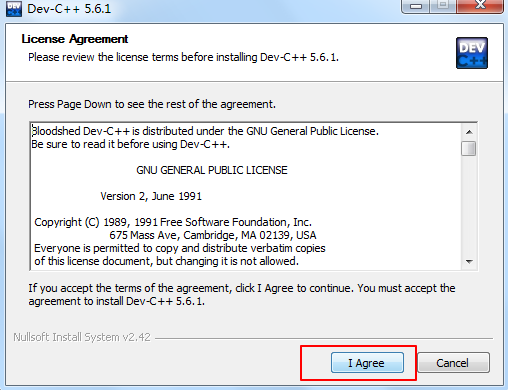 Dev-C++ 5.6.1
License Agreement
Please review the license terms before installing Dev-C++ 5.6.1.
DEV
C++
Press Page Down to see the rest of the agreement.
Bloodshed Dev-C++ is distributed under the GNU General Public License.
Be sure to read it before using Dev-C++.
GNU GENERAL PUBLIC LICENSE
Version 2, June 1991
Copyright (C) 1989, 1991 Free Software Foundation, Inc.
675 Mass Ave, Cambridge, MA 02139, USA
Everyone is permitted to copy and distribute verbatim copies
of this license document, but changing it is not allowed.
If you accept the terms of the agreement, click I Agree to continue. You must accept the
agreement to install Dev-C++ 5.6.1.
Nullsoft Install System v2.42
I Agree
Cancel